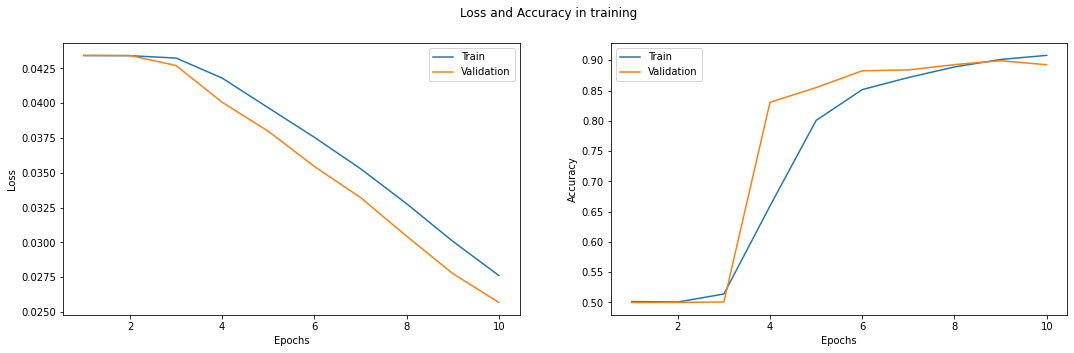 Loss and Accuracy in training
Train
Validation
0.0425
0.0400
0.0375
0.0350
0.0325
0.0300
0.0275
0.0250
Loss
2 4 6 8 10
Epochs
Train
Validation
0.90
0.85
0.80
0.75
0.70
0.65
0.60
0.55
0.50
Accuracy
2 4 6 8 10
Epochs